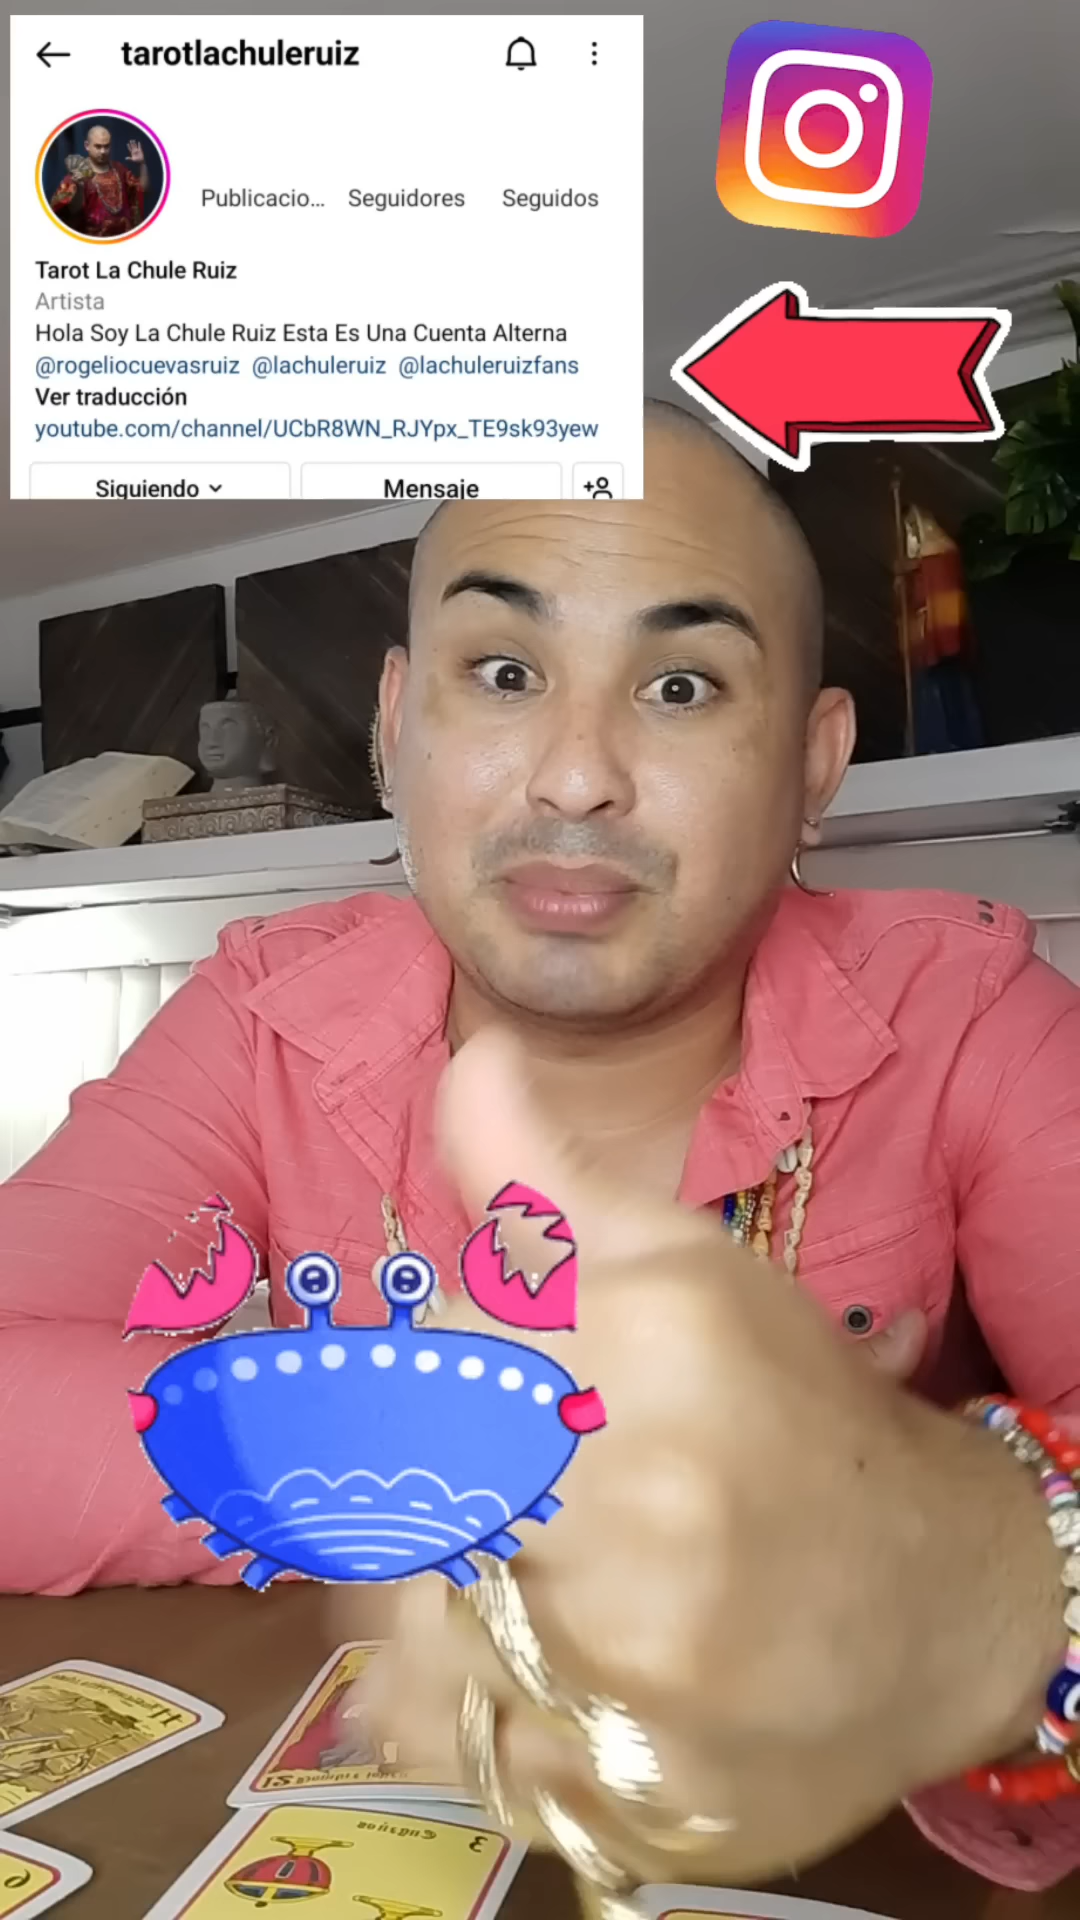 tarotlachuleruiz
Publicacio... Seguidores Seguidos
Tarot La Chule Ruiz
Artista
Hola Soy La Chule Ruiz Esta Es Una Cuenta Alterna
@rogeliocuevasruiz @lachuleruiz @lachuleruizfans
Ver traducción
youtube.com/channel/UCbR8WN_RJYpx_TE9sk93yew
Siguiendo
Mensaje
3